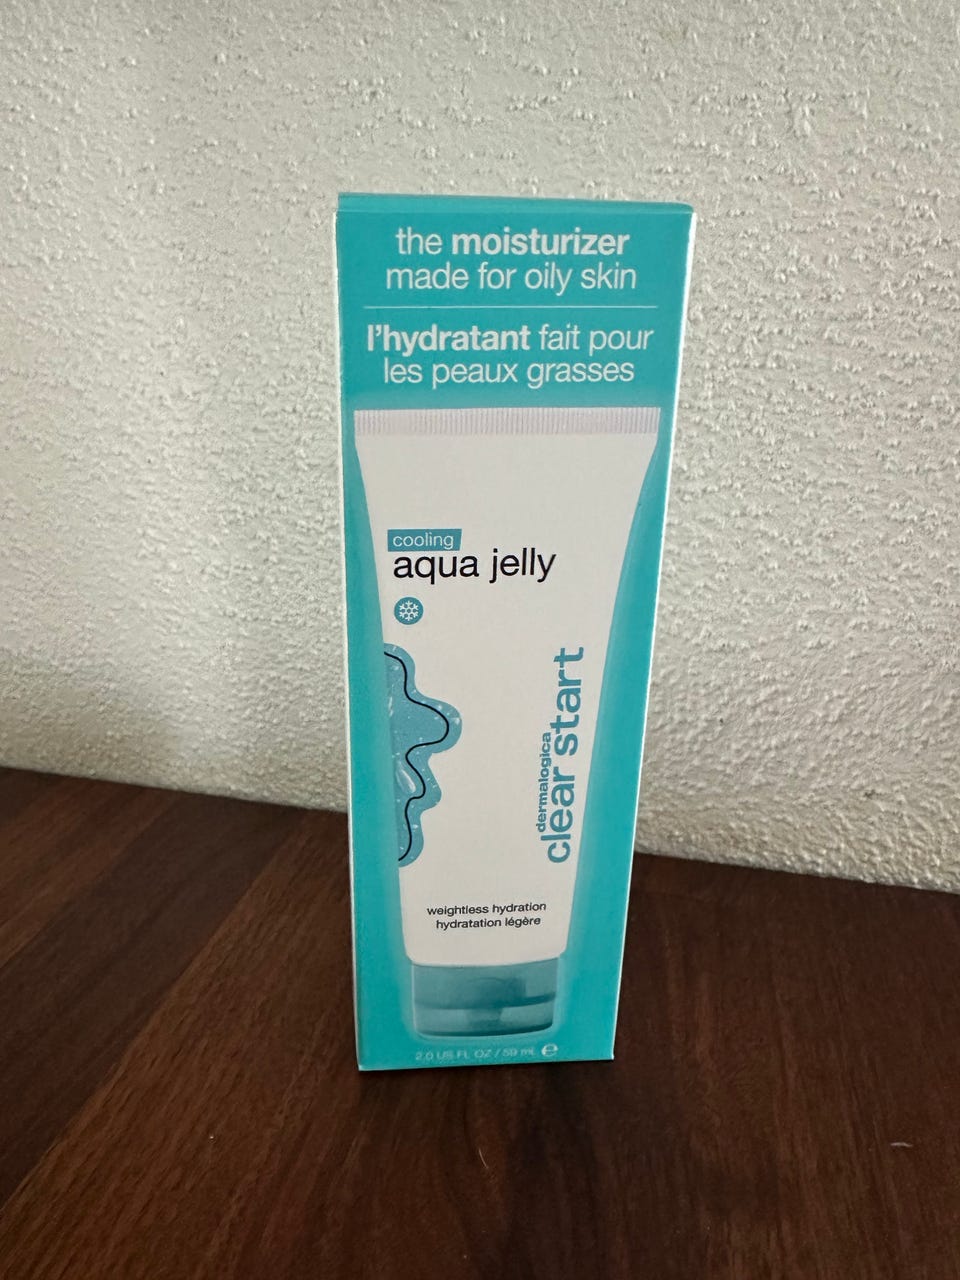 the moisturizer
made for oily skin
l'hydratant fait pour
les peaux grasses
cooling
aqua jelly
dermalogica
clear start
weightless hydration
hydratation légère
2.0 US FL OZ / 59 mL ℮